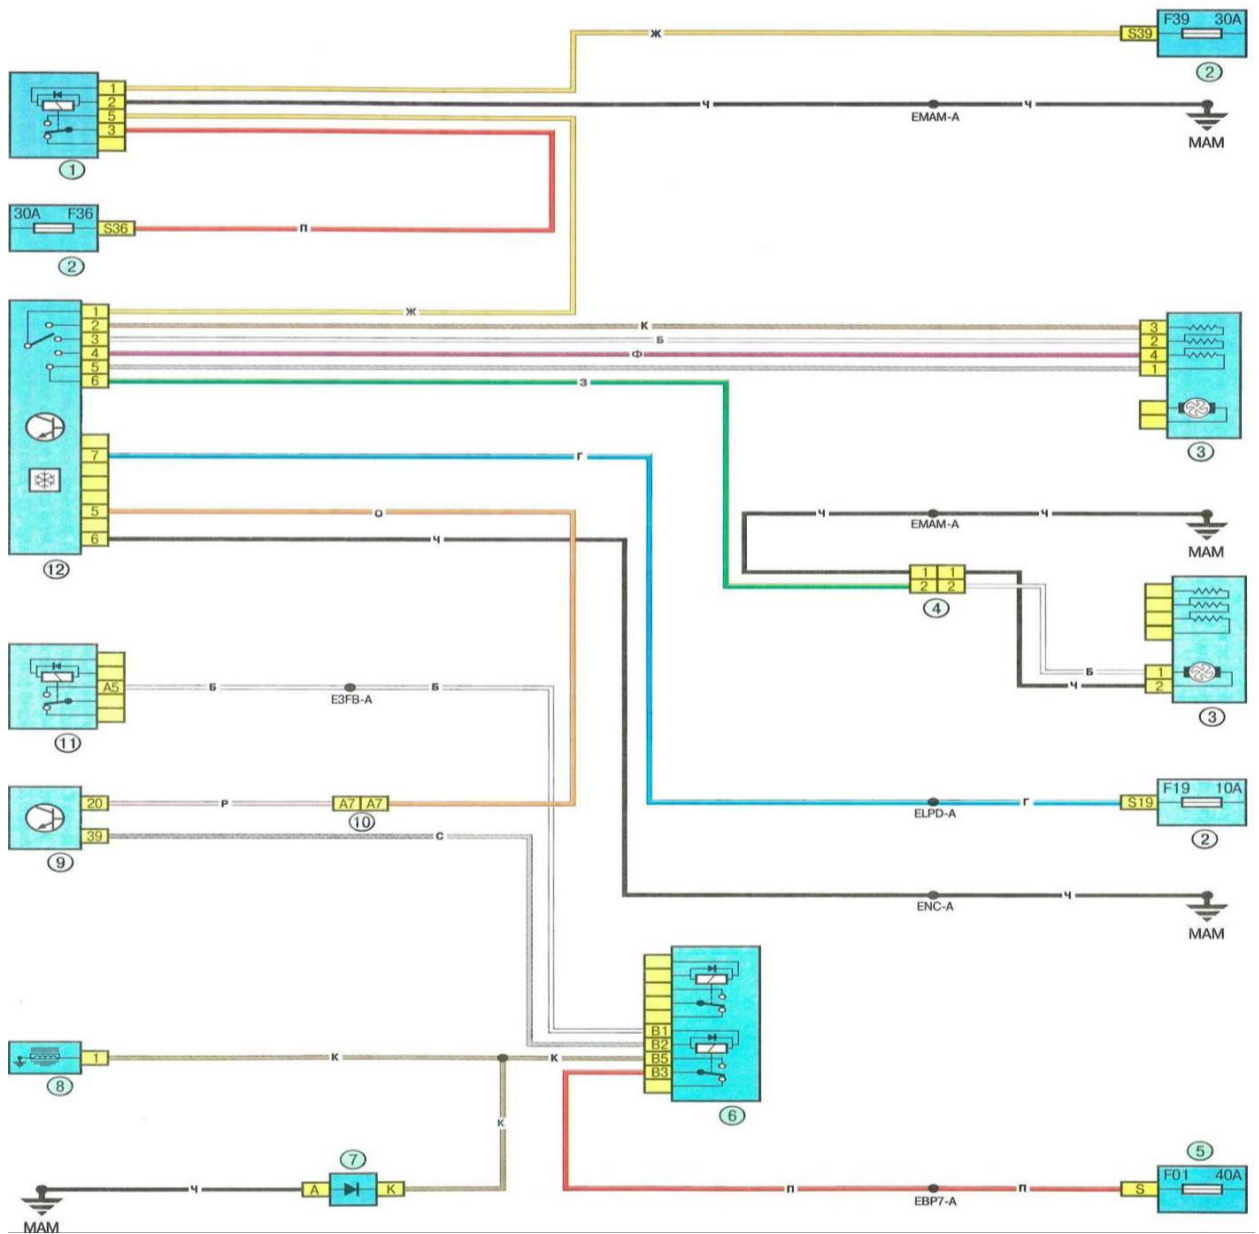 Ж
S39
F39 30A
2
1
2
5
3
1
Ч
EMAM-A
Ч
MAM
30A F36
S36
П
2
Ж
1
2
3
4
5
6
К
Б
Ф
З
3
2
4
1
3
7
5
6
12
Г
О
Ч
Ч
EMAM-A
Ч
MAM
1 1
2 2
4
Б
Ч
1
2
3
A5
11
Б
E3FB-A
Б
20
39
9
Р
A7 A7
10
С
ELPD-A
Г
S19
F19 10A
2
ENC-A
Ч
MAM
B1
B2
B5
B3
6
1
8
К
К
К
7
A
K
Ч
MAM
П
EBP7-A
П
S
5
F01 40A